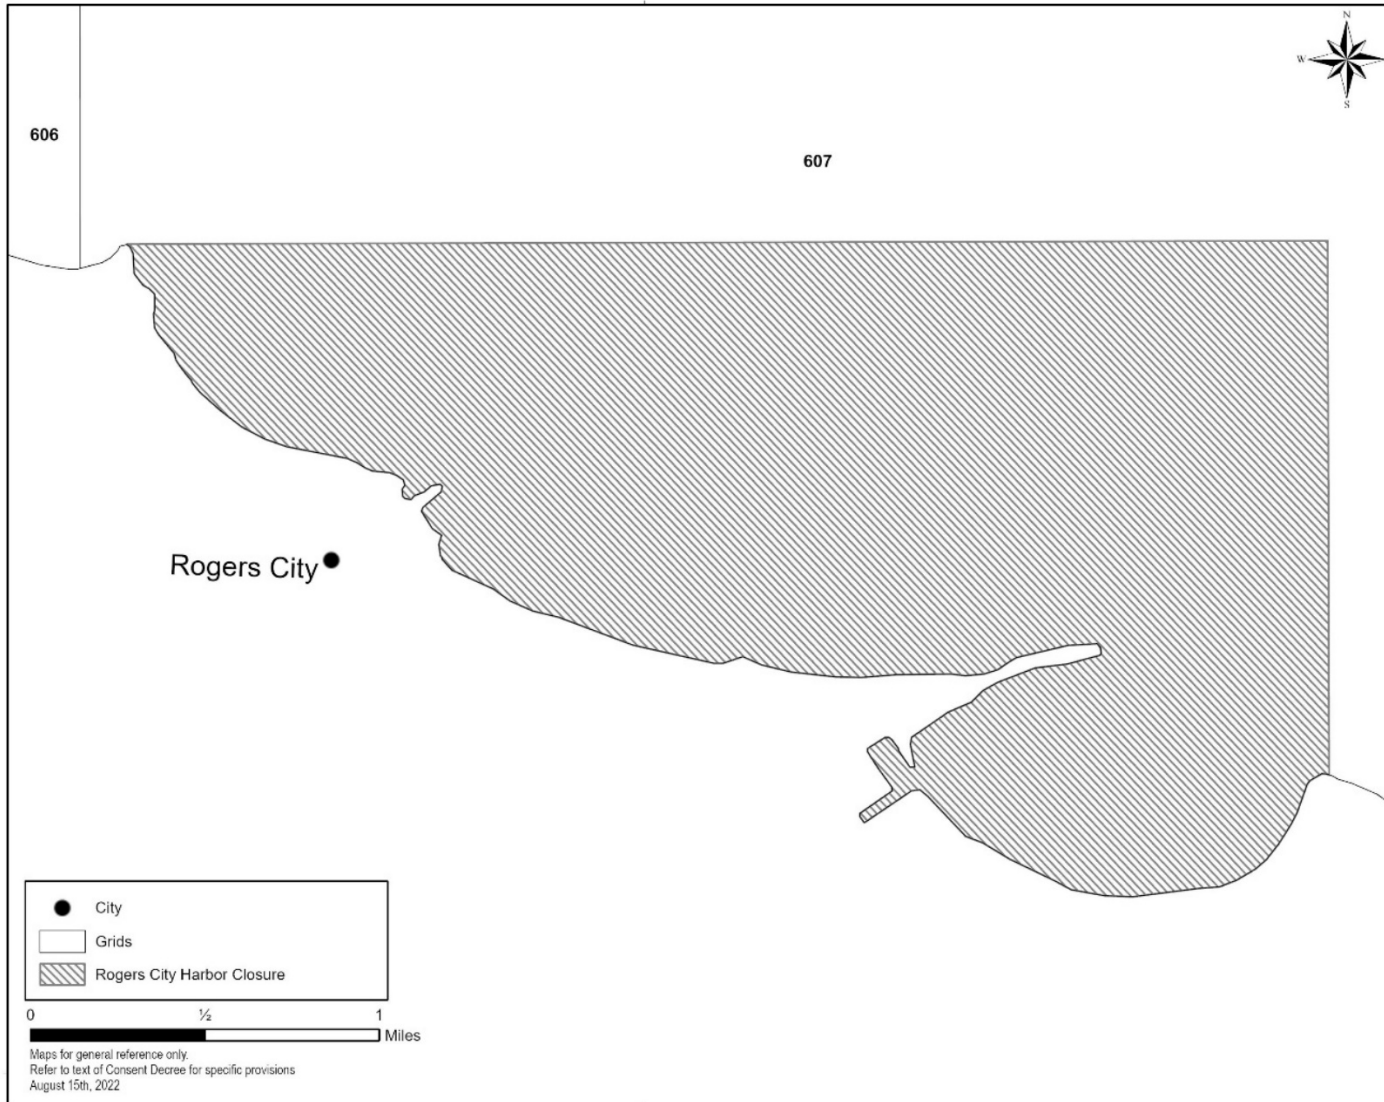 N
W
S
606
607
Rogers City
City
Grids
Rogers City Harbor Closure
0 ½ 1
Miles
Maps for general reference only.
Refer to text of Consent Decree for specific provisions
August 15th, 2022